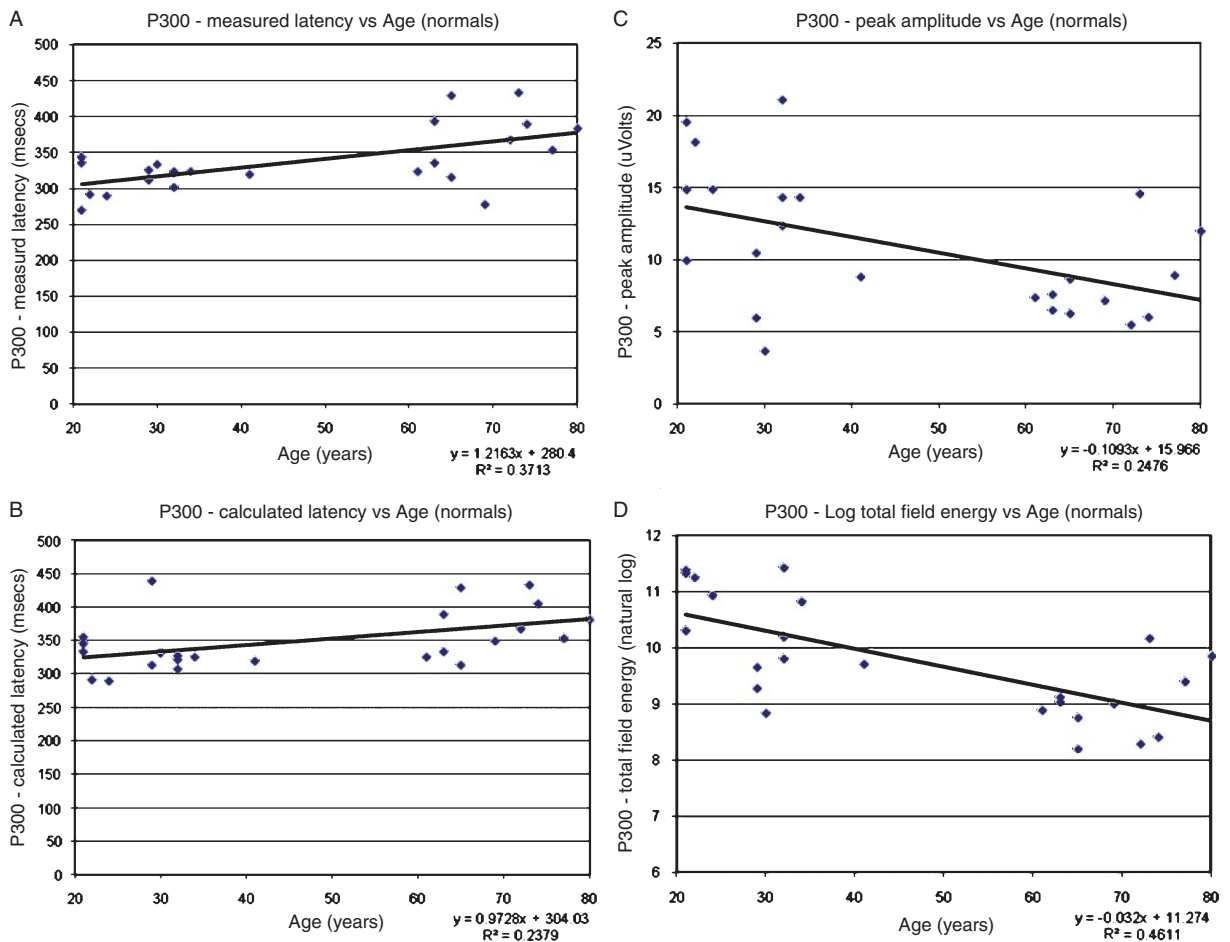 A
P300 - measured latency vs Age (normals)
P300 - measurd latency (msecs)
500
450
400
350
300
250
200
150
100
50
0
20 30 40 50 60 70 80
Age (years)
y = 1.2163x + 280.4
R² = 0.3713
B
P300 - calculated latency vs Age (normals)
P300 - calculated latency (msecs)
500
450
400
350
300
250
200
150
100
50
0
20 30 40 50 60 70 80
Age (years)
y = 0.9728x + 304.03
R² = 0.2379
C
P300 - peak amplitude vs Age (normals)
P300 - peak amplitude (uVolts)
25
20
15
10
5
0
20 30 40 50 60 70 80
Age (years)
y = -0.1093x + 15.966
R² = 0.2476
D
P300 - Log total field energy vs Age (normals)
P300 - total field energy (natural log)
12
11
10
9
8
7
6
20 30 40 50 60 70 80
Age (years)
y = -0.032x + 11.274
R² = 0.4611